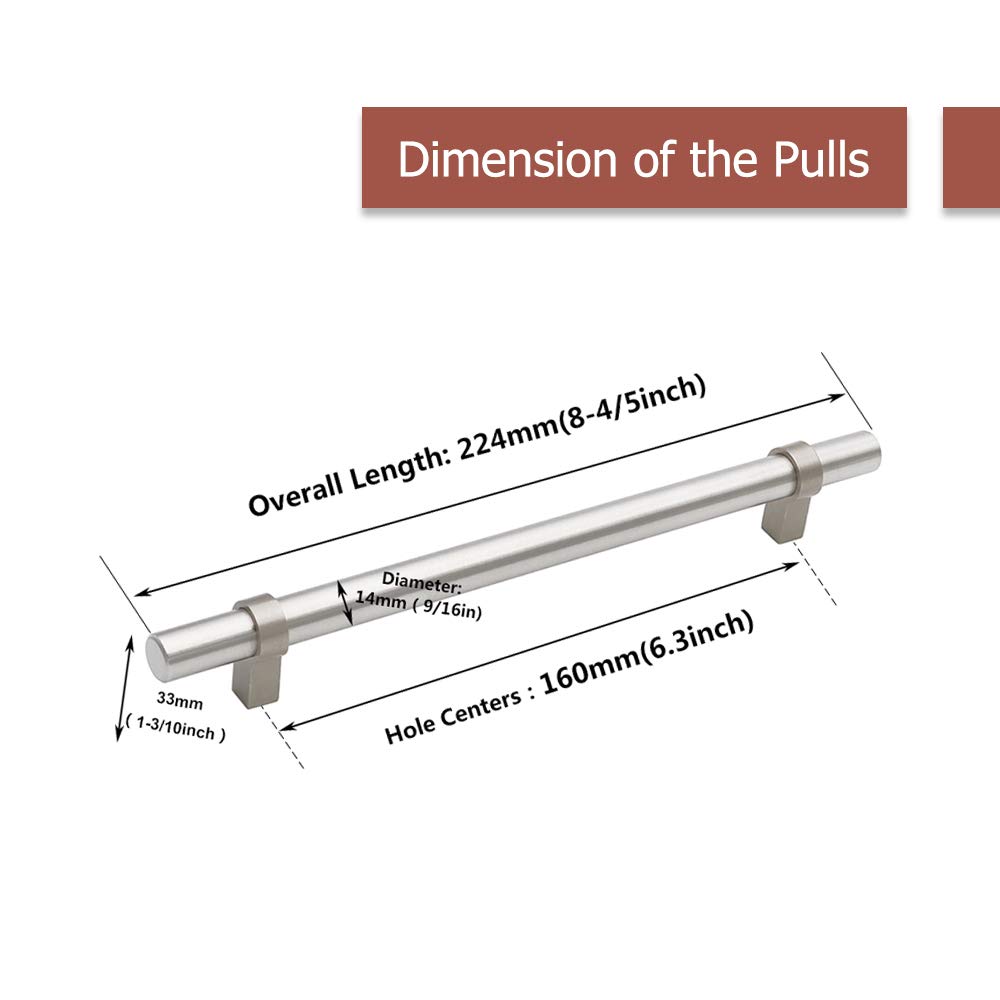 Dimension of the Pulls
Overall Length: 224mm(8-4/5inch)
Diameter:
14mm ( 9/16in)
Hole Centers : 160mm(6.3inch)
33mm
( 1-3/10inch )